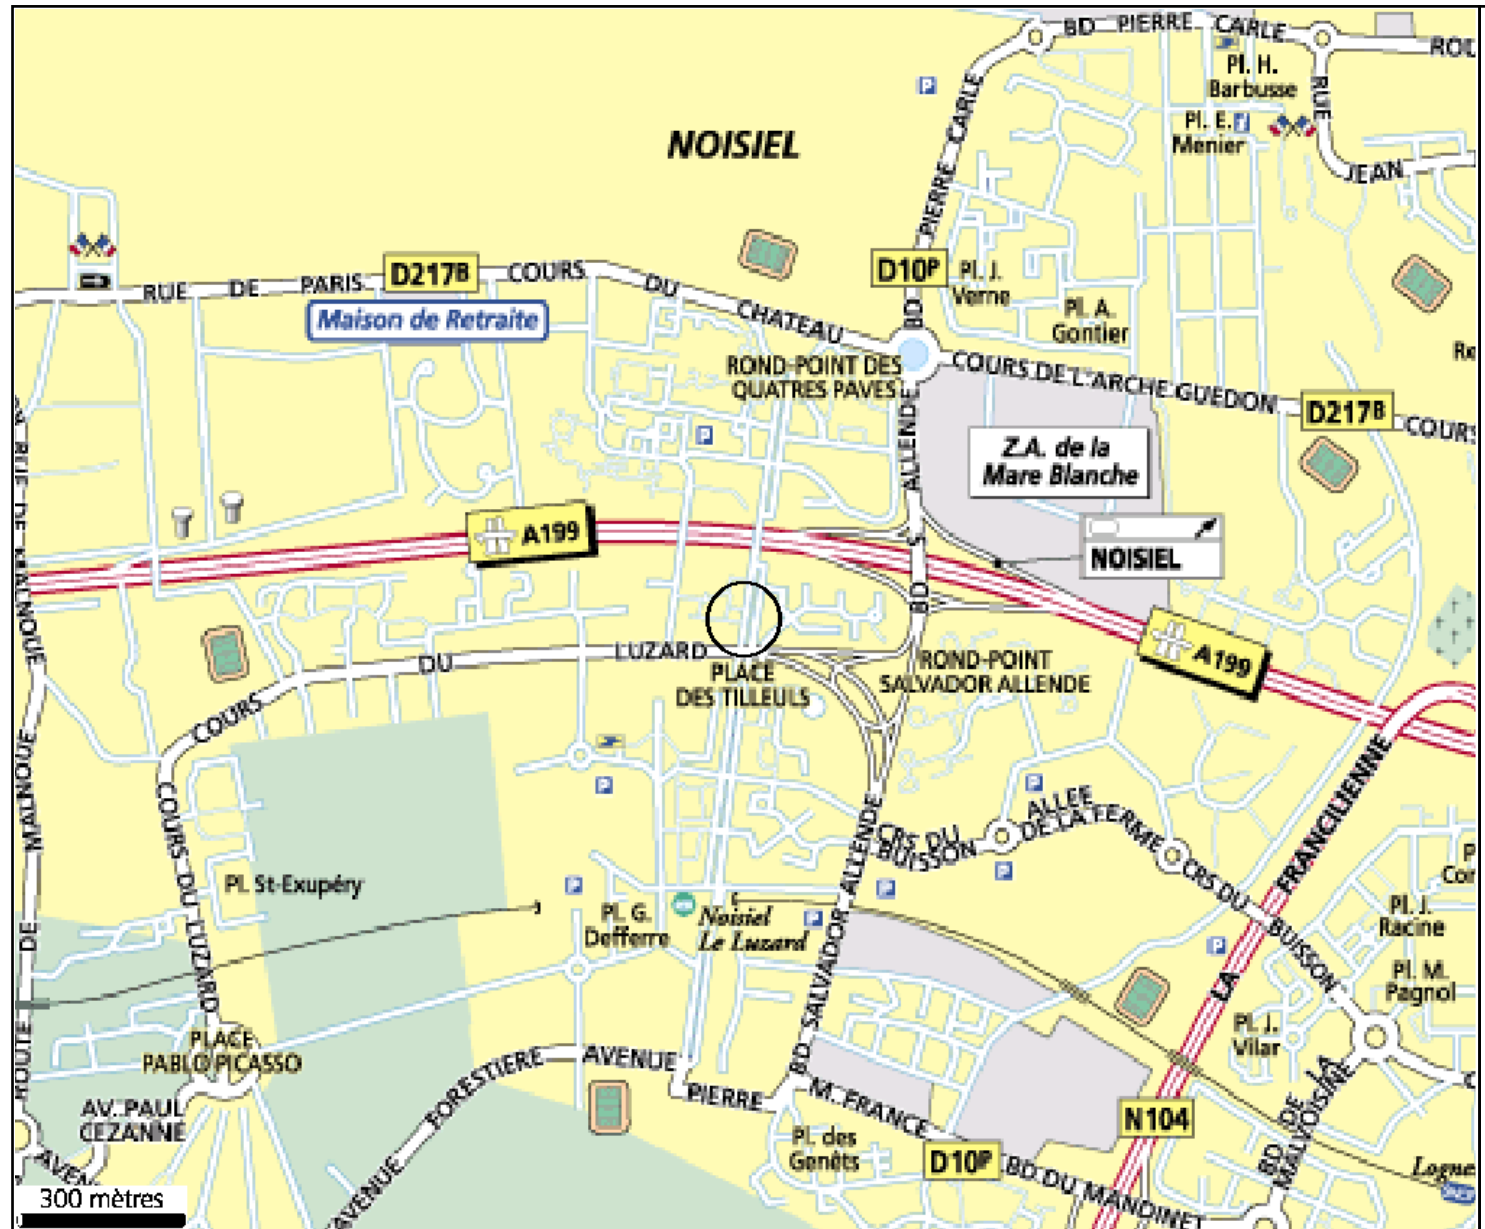 BD PIERRE CARLE
Pl. H.
Barbusse
RUE
JEAN
Pl. E.
Menier
NOISIEL
BD PIERRE CARLE
D10P
Pl. J.
Verne
Pl. A.
Gontier
RUE DE PARIS
D217B
COURS DU CHATEAU
Maison de Retraite
ROND-POINT DES
QUATRES PAVES
COURS DE L'ARCHE GUEDON
D217B
COURS
Z.A. de la
Mare Blanche
NOISIEL
A199
BD S. ALLENDE
A199
LUZARD
DU
COURS
PLACE
DES TILLEULS
ROND-POINT
SALVADOR ALLENDE
ROUTE DE MALNOUE
COURS DU LUZARD
Pl. St-Exupéry
CRS DU
BUISSON
ALLEE
DE LA FERME
CRS DU BUISSON
LA FRANCILIENNE
Pl. J.
Racine
Pl. M.
Pagnol
Pl. J.
Vilar
Pl. G.
Defferre
Noisiel
Le Luzard
BD SALVADOR ALLENDE
PLACE
PABLO PICASSO
AV. PAUL
CEZANNE
AVENUE FORESTIERE
AVENUE PIERRE M. FRANCE
Pl. des
Genêts
D10P
BD DU MANDINET
N104
BD DE LA
MALVOISINE
300 mètres